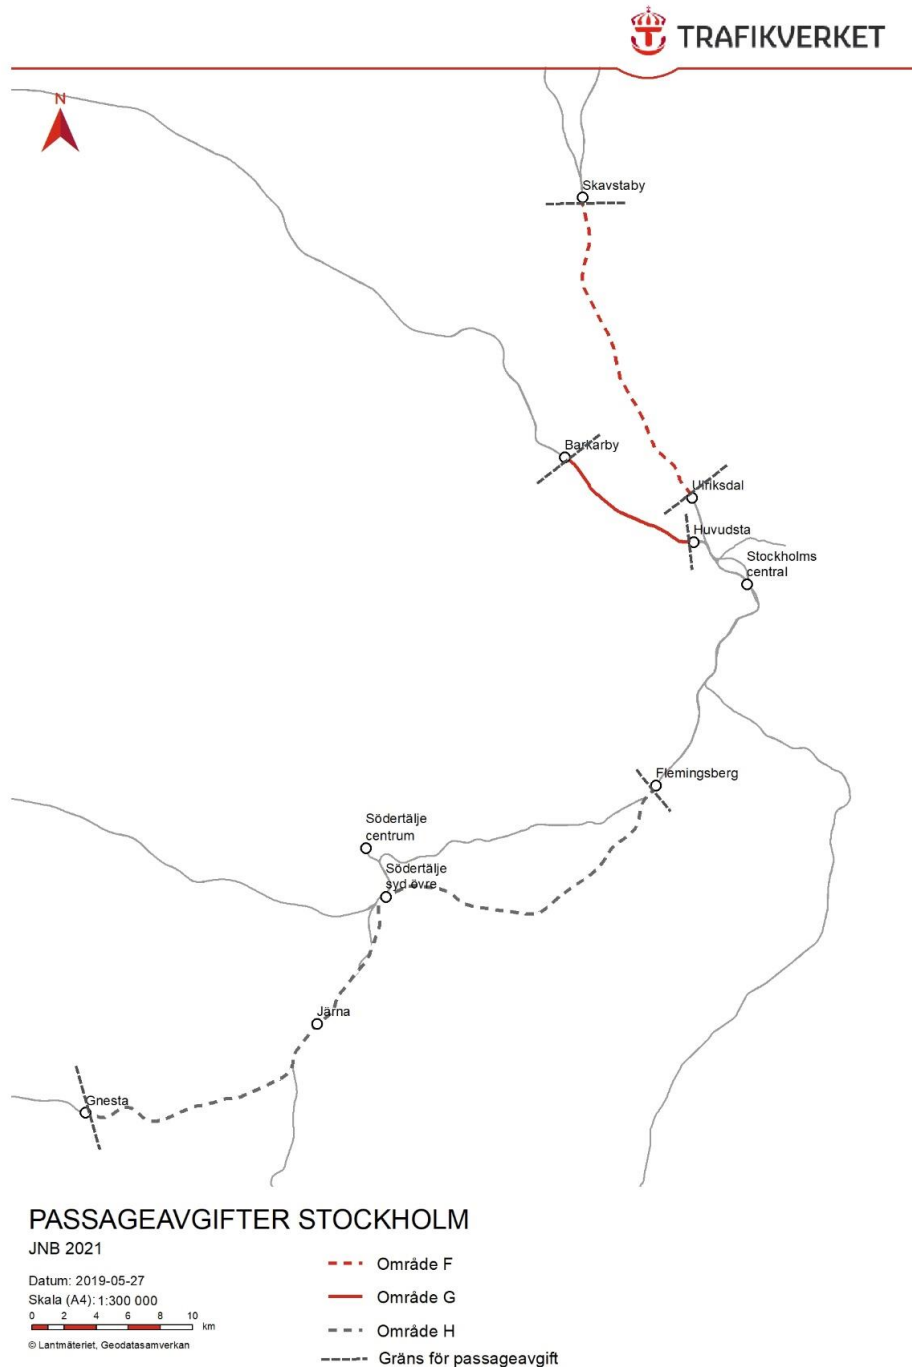 TRAFIKVERKET
N
Skavstaby
Barkarby
Ulriksdal
Huvudsta
Stockholms
central
Flemingsberg
Södertälje
centrum
Södertälje
syd övre
Järna
Gnesta
PASSAGEAVGIFTER STOCKHOLM
JNB 2021
Datum: 2019-05-27
Skala (A4): 1:300 000
0 2 4 6 8 10
km
© Lantmäteriet, Geodatasamverkan
Område F
Område G
Område H
Gräns för passageavgift